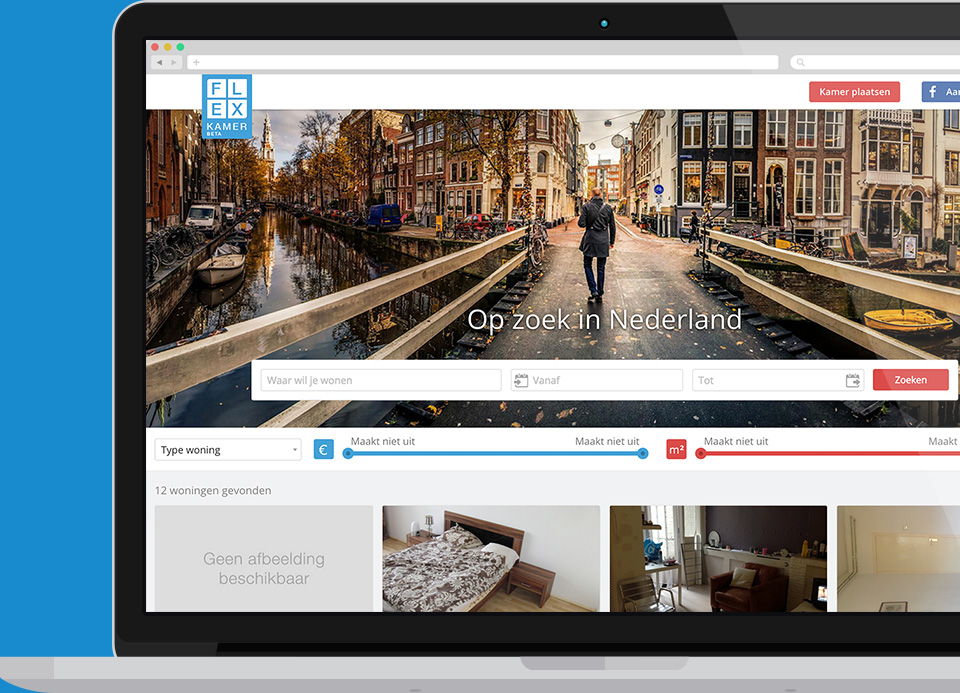 FL
EX
KAMER
BETA
Kamer plaatsen
f Aa
Op zoek in Nederland
Waar wil je wonen
Vanaf
Tot
Zoeken
Type woning
€
Maakt niet uit
Maakt niet uit
m²
Maakt niet uit
Maakt
12 woningen gevonden
Geen afbeelding
beschikbaar